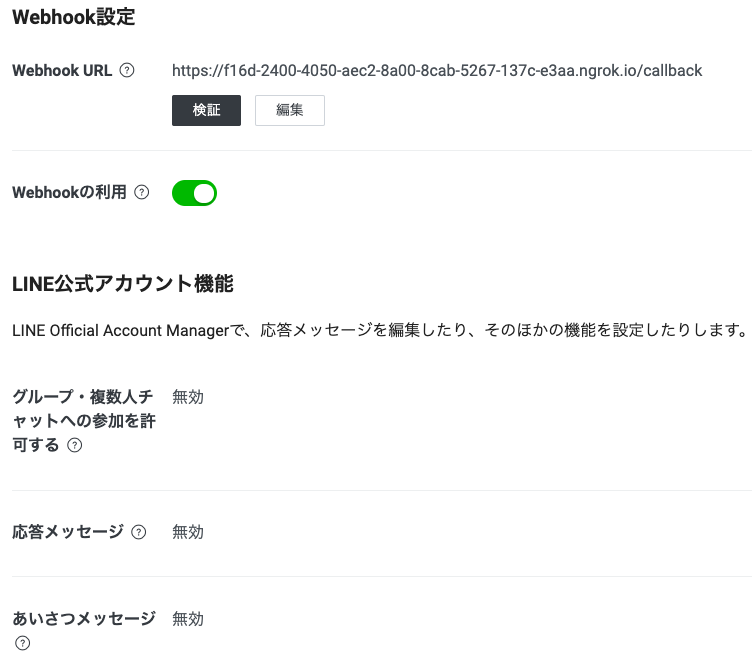 Webhook設定
Webhook URL ?
https://f16d-2400-4050-aec2-8a00-8cab-5267-137c-e3aa.ngrok.io/callback
検証 編集
Webhookの利用 ?
LINE公式アカウント機能
LINE Official Account Managerで、応答メッセージを編集したり、そのほかの機能を設定したりします。
グループ・複数人チ
ャットへの参加を許
可する ?
無効
応答メッセージ ?
無効
あいさつメッセージ
?
無効